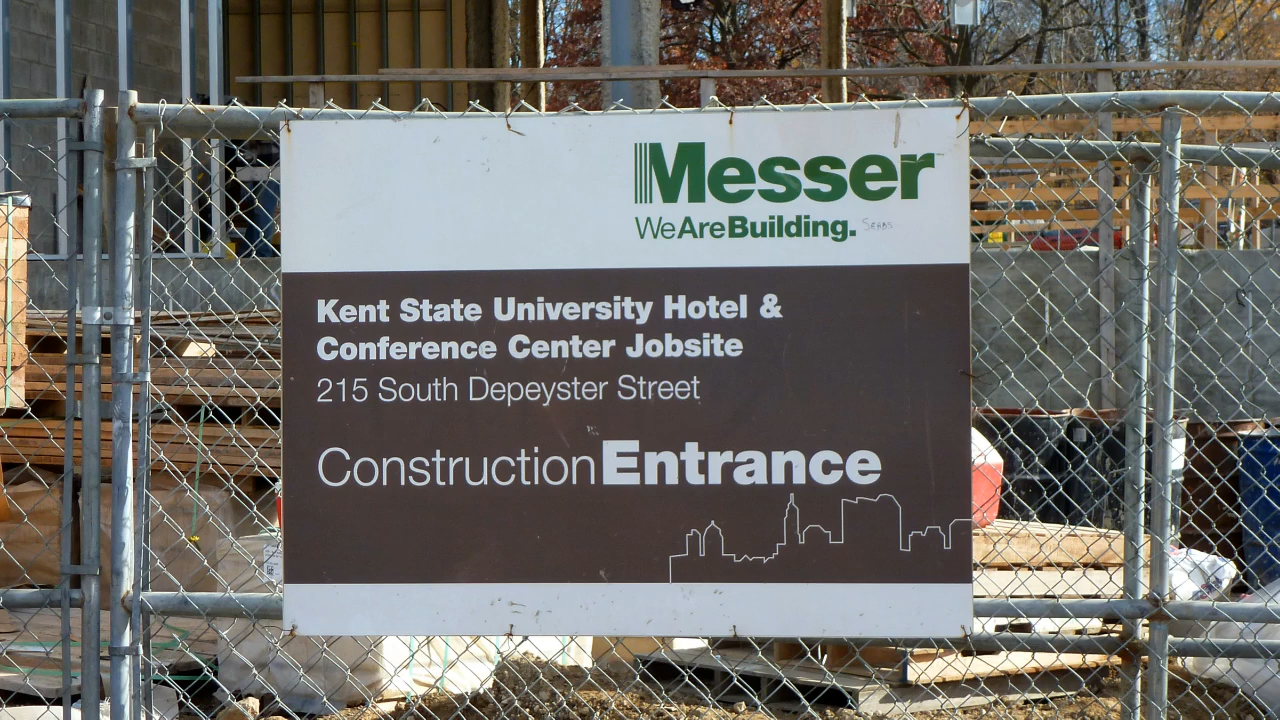 Messer
WeAreBuilding.
Kent State University Hotel &
Conference Center Jobsite
215 South Depeyster Street
ConstructionEntrance